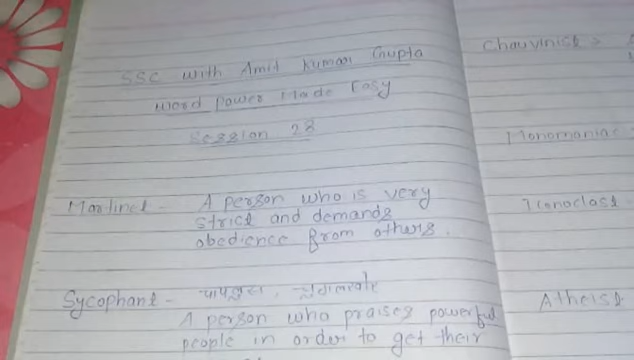 SSC with Amit Kumar Gupta
Word Power Made Easy
Session 28
Martinet - A person who is very
strict and demands
obedience from others.
Sycophant - चापलूस,
A person who praises powerful
people in order to get their
Chauvinist >
Monomaniac
Iconoclast
Atheist